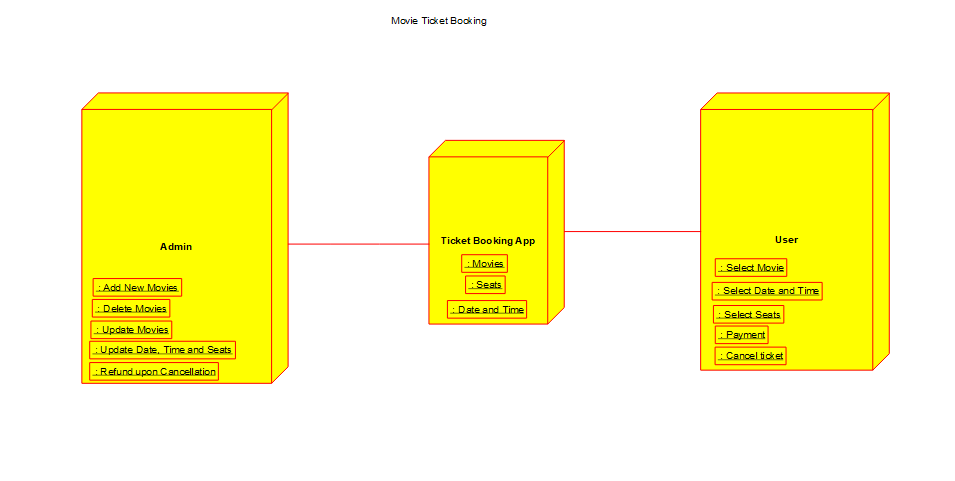 Movie Ticket Booking
Admin
: Add New Movies
: Delete Movies
: Update Movies
: Update Date, Time and Seats
: Refund upon Cancellation
Ticket Booking App
: Movies
: Seats
: Date and Time
User
: Select Movie
: Select Date and Time
: Select Seats
: Payment
: Cancel ticket